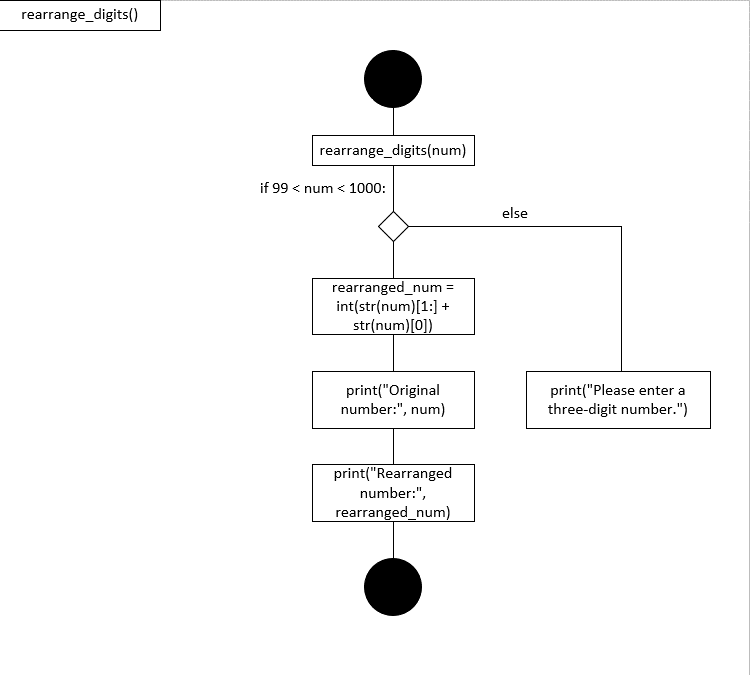 rearrange_digits()
rearrange_digits(num)
if 99 < num < 1000:
else
rearranged_num =
int(str(num)[1:] +
str(num)[0])
print("Original
number:", num)
print("Please enter a
three-digit number.")
print("Rearranged
number:",
rearranged_num)